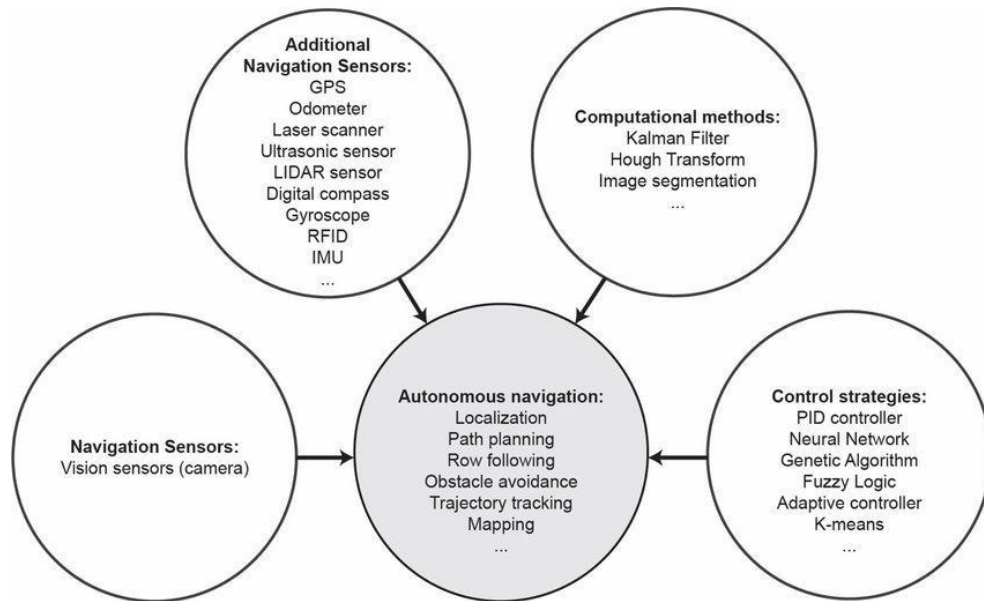 Additional
Navigation Sensors:
GPS
Odometer
Laser scanner
Ultrasonic sensor
LIDAR sensor
Digital compass
Gyroscope
RFID
IMU
...
Computational methods:
Kalman Filter
Hough Transform
Image segmentation
...
Navigation Sensors:
Vision sensors (camera)
Autonomous navigation:
Localization
Path planning
Row following
Obstacle avoidance
Trajectory tracking
Mapping
...
Control strategies:
PID controller
Neural Network
Genetic Algorithm
Fuzzy Logic
Adaptive controller
K-means
...